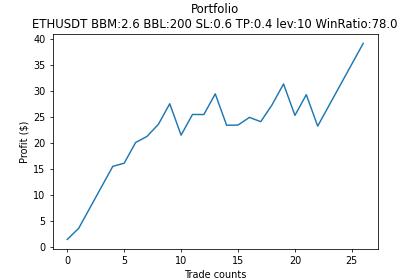 Portfolio
ETHUSDT BBM:2.6 BBL:200 SL:0.6 TP:0.4 lev:10 WinRatio:78.0
40
35
30
25
20
15
10
5
0
Profit ($)
0 5 10 15 20 25
Trade counts